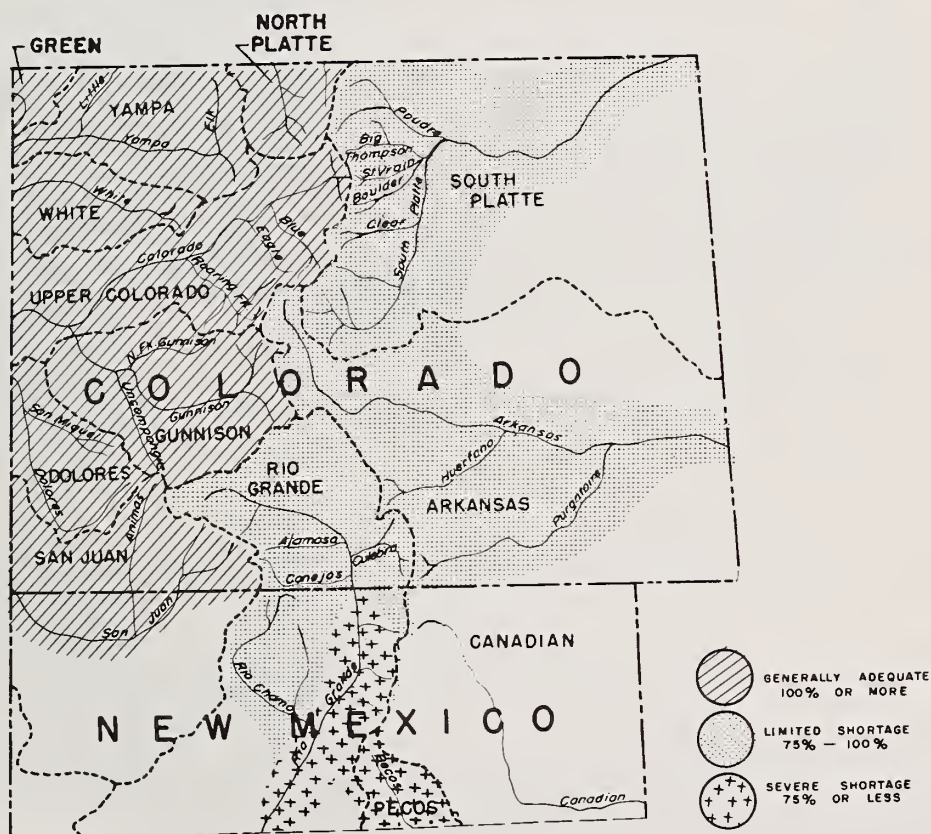 GREEN
NORTH
PLATTE
Little
YAMPA
Elk
Yampa
Poudre
Big
Thompson
St Vrain
Boulder
SOUTH
PLATTE
White
WHITE
Clear
South Platte
Blue
Eagle
Colorado
Roaring Fk
UPPER COLORADO
N. Fk. Gunnison
COLORADO
Uncompahgre
Gunnison
GUNNISON
San Miguel
Arkansas
Huerfano
RIO
GRANDE
DOLORES
Dolores
ARKANSAS
Purgatoire
Animas
Alamosa
Culebra
SAN JUAN
Conejos
San Juan
CANADIAN
Rio Chama
Rio Grande
NEW MEXICO
Pecos
PECOS
Canadian
GENERALLY ADEQUATE
100% OR MORE
LIMITED SHORTAGE
75% - 100%
SEVERE SHORTAGE
75% OR LESS